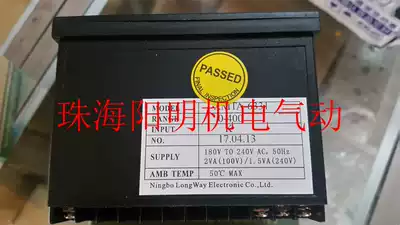 PASSED
FINAL INSPECTION
珠海阳明机电气动
MODEL
RANGE
INPUT
NO. 17.04.13
SUPPLY 180V TO 240V AC, 50Hz
2VA(100V)/1.5VA(240V)
AMB TEMP 50℃ MAX
Ningbo LongWay Electronic Co.,Ltd.